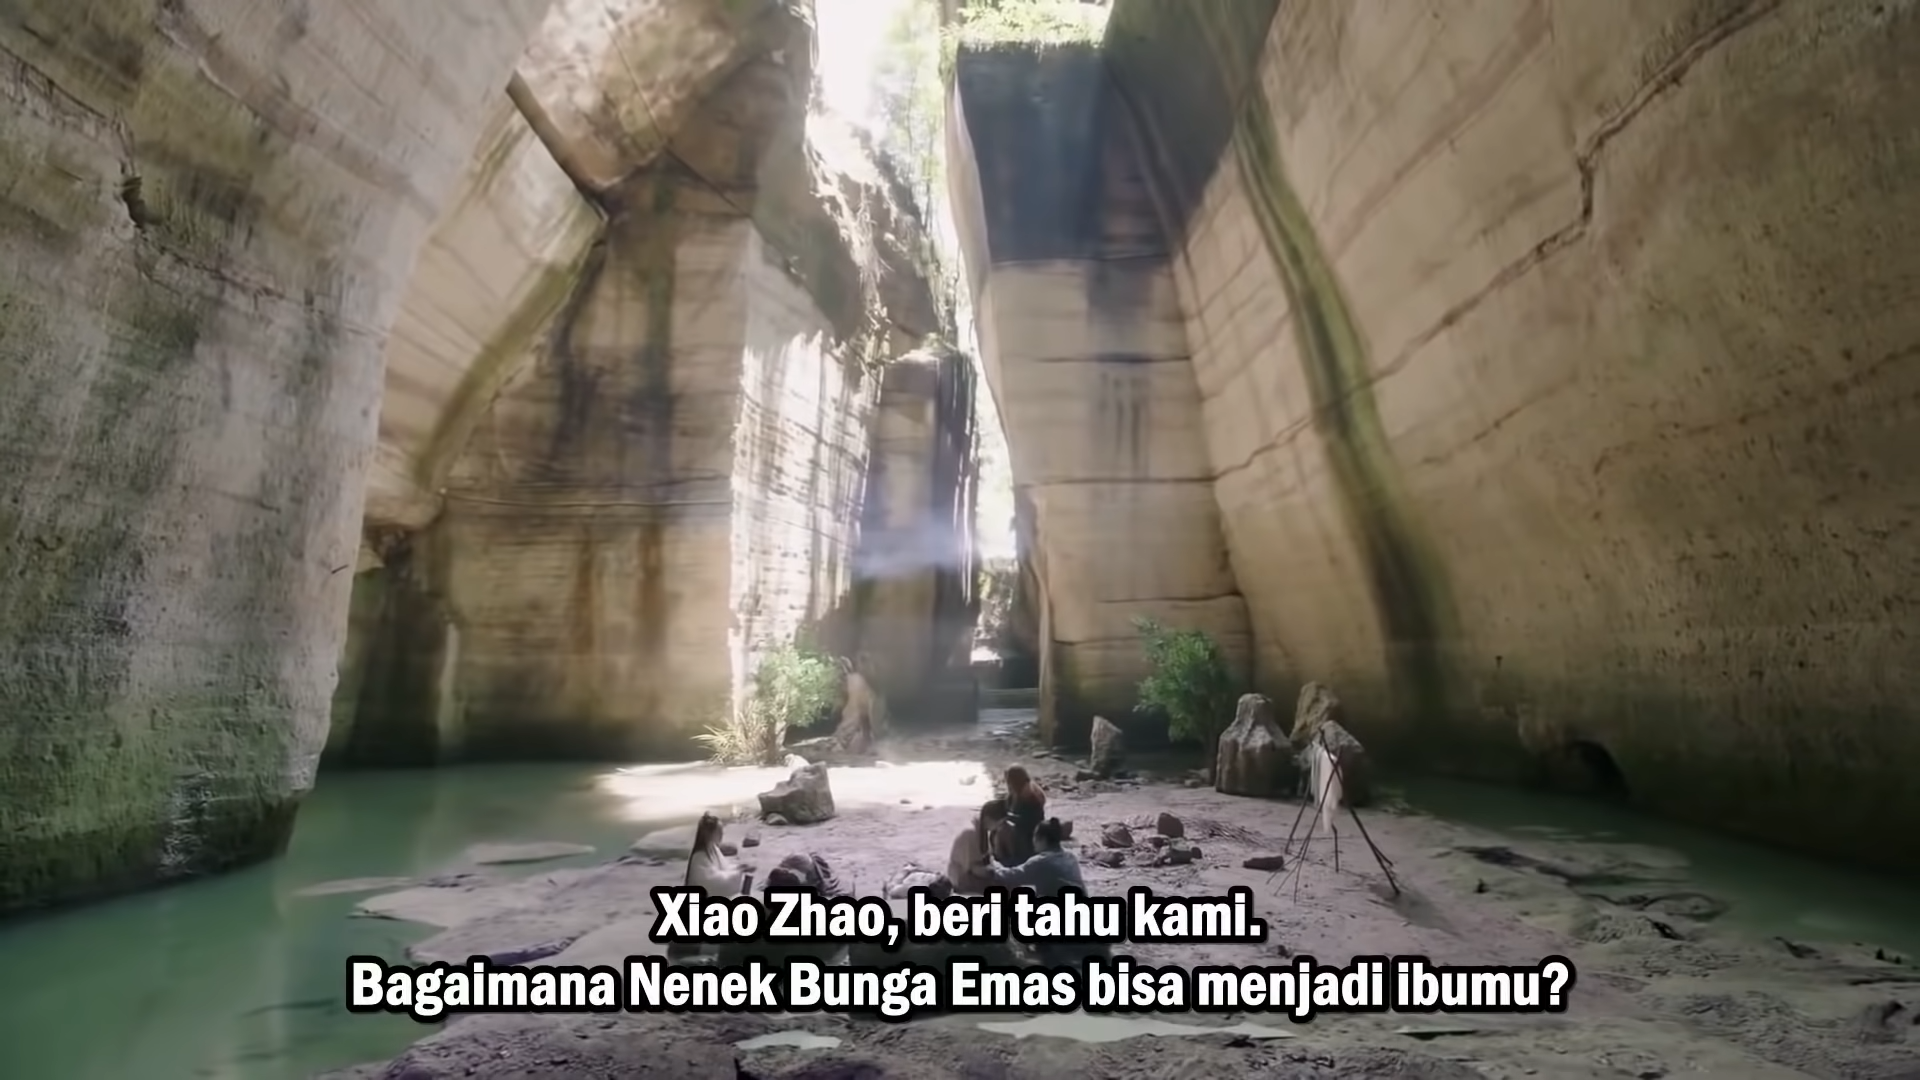 Xiao Zhao, beri tahu kami.
Bagaimana Nenek Bunga Emas bisa menjadi ibumu?